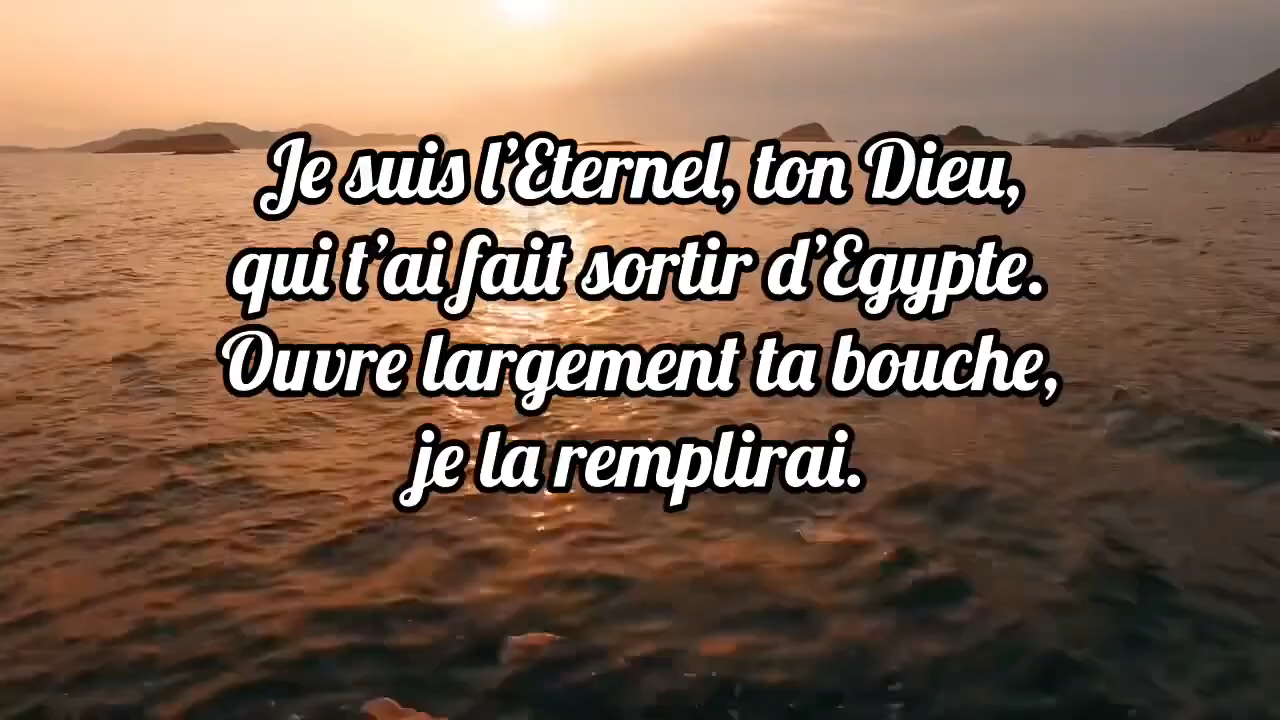 Je suis l’Eternel, ton Dieu,
qui t’ai fait sortir d’Egypte.
Ouvre largement ta bouche,
je la remplirai.